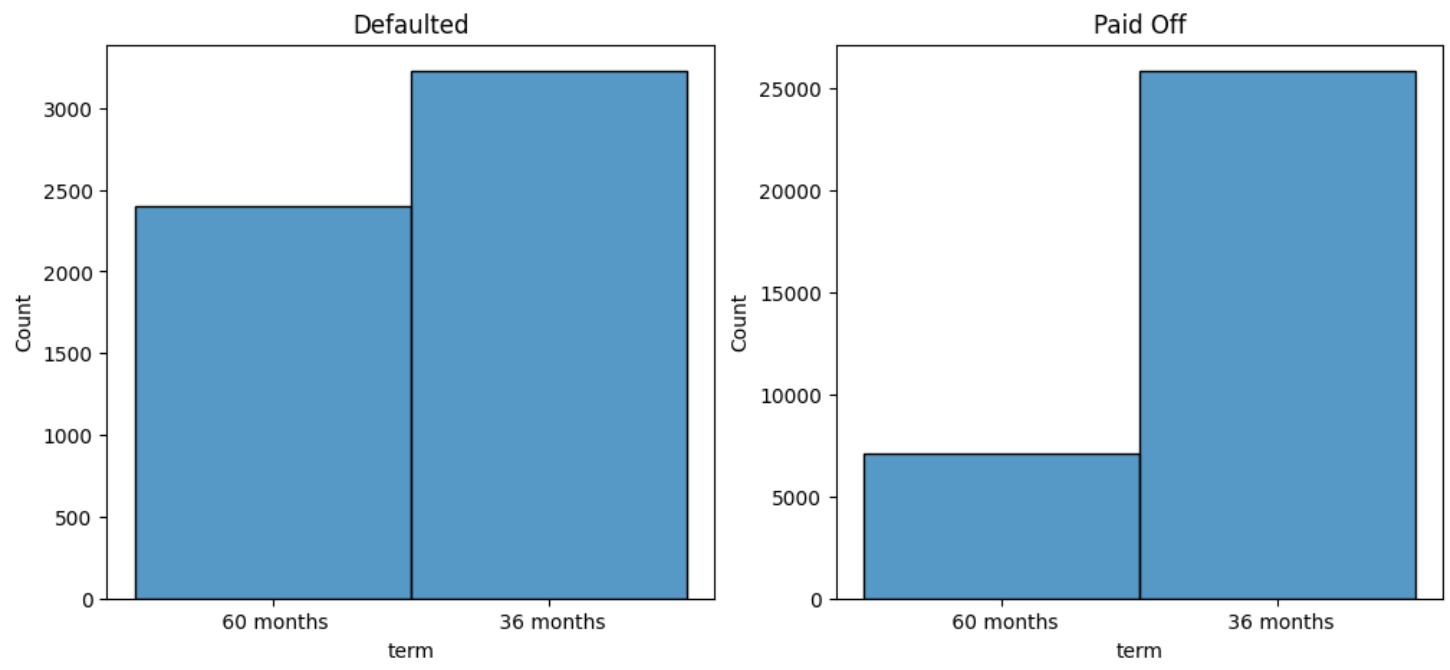 Defaulted
Count
3000
2500
2000
1500
1000
500
0
60 months
36 months
term
Paid Off
Count
25000
20000
15000
10000
5000
0
60 months
36 months
term